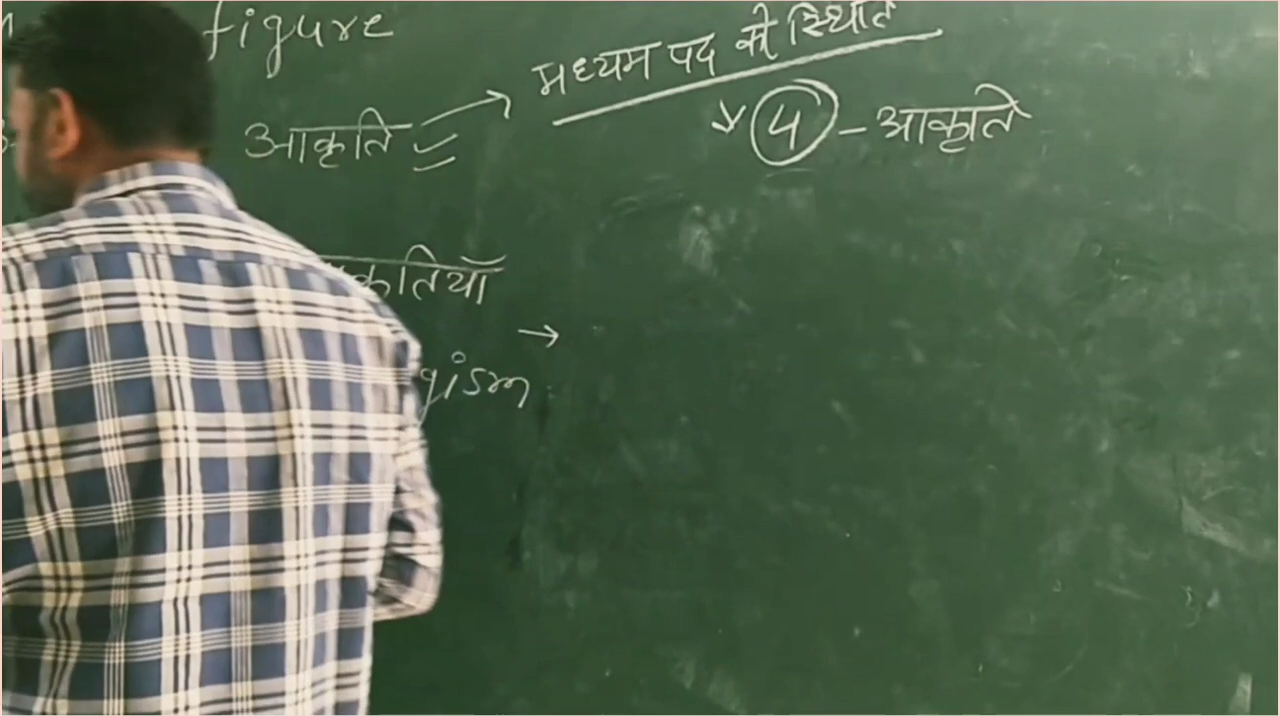 figure
मध्यम पद की स्थिति
आकृति
4 - आकृति
कृतियाँ
gism